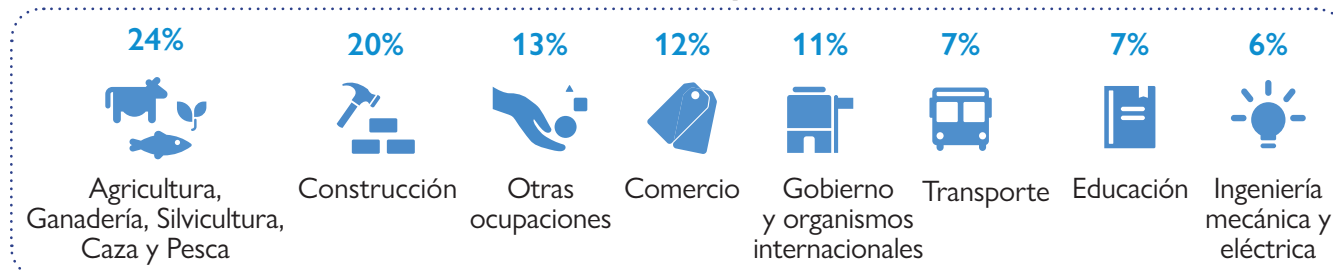 24%
20%
13%
12%
11%
7%
7%
6%
Agricultura,
Ganadería, Silvicultura,
Caza y Pesca
Construcción
Otras
ocupaciones
Comercio
Gobierno
y organismos
internacionales
Transporte
Educación
Ingeniería
mecánica y
eléctrica